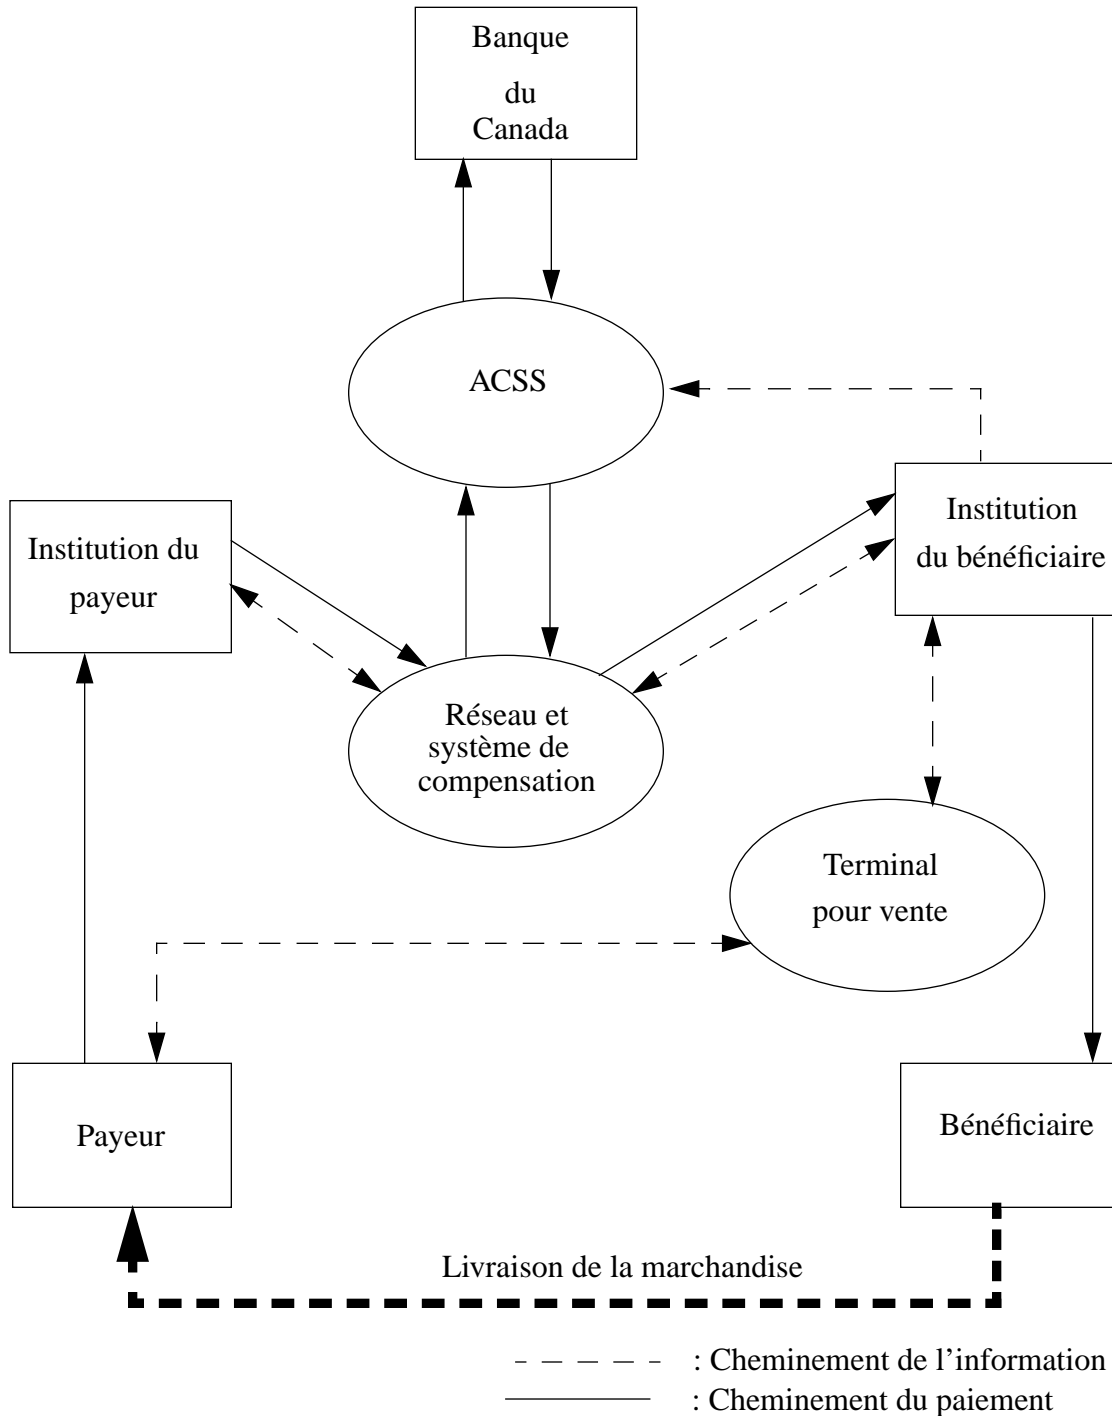 Banque
du
Canada
ACSS
Institution du
payeur
Institution
du bénéficiaire
Réseau et
système de
compensation
Terminal
pour vente
Payeur
Bénéficiaire
Livraison de la marchandise
: Cheminement de l’information
: Cheminement du paiement